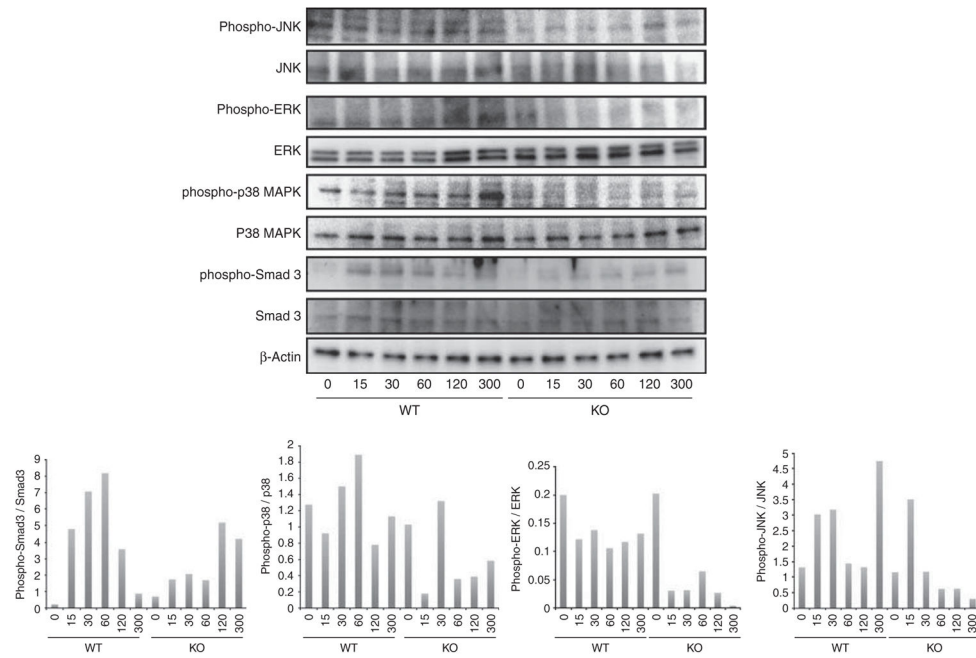 Phospho-JNK
JNK
Phospho-ERK
ERK
phospho-p38 MAPK
P38 MAPK
phospho-Smad 3
Smad 3
β-Actin
0 15 30 60 120 300 0 15 30 60 120 300
WT KO
Phospho-Smad3 / Smad3
9
8
7
6
5
4
3
2
1
0
0 15 30 60 120 300 0 15 30 60 120 300
WT KO
Phospho-p38 / p38
2
1.8
1.6
1.4
1.2
1
0.8
0.6
0.4
0.2
0
0 15 30 60 120 300 0 15 30 60 120 300
WT KO
Phospho-ERK / ERK
0.25
0.2
0.15
0.1
0.05
0
0 15 30 60 120 300 0 15 30 60 120 300
WT KO
Phospho-JNK / JNK
5
4.5
4
3.5
3
2.5
2
1.5
1
0.5
0
0 15 30 60 120 300 0 15 30 60 120 300
WT KO